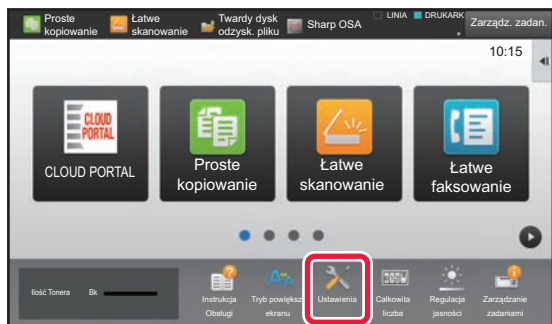 Proste
kopiowanie
Łatwe
skanowanie
Twardy dysk
odzysk. pliku
Sharp OSA
LINIA
DRUKARK
Zarządz. zadan.
10:15
CLOUD
PORTAL
CLOUD PORTAL
Proste
kopiowanie
Łatwe
skanowanie
Łatwe
faksowanie
Ilość Tonera Bk
Instrukcja
Obsługi
Tryb powiększ
ekranu
Ustawienia
Całkowita
liczba
Regulacja
jasności
Zarządzanie
zadaniami